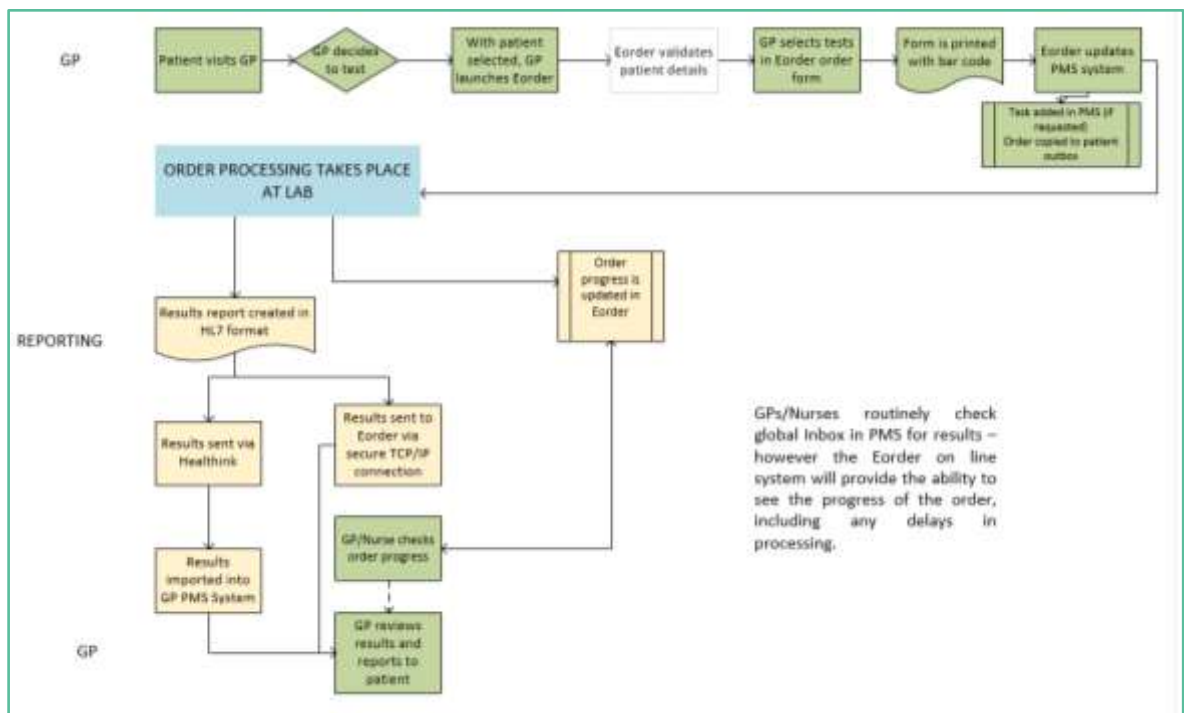 GP
Patient visits GP
GP decides
to test
With patient
selected, GP
launches Eorder
Eorder validates
patient details
GP selects tests
in Eorder order
form
Form is printed
with bar code
Eorder updates
PMS system
Task added in PMS (if
requested)
Order copied to patient
outbox
ORDER PROCESSING TAKES PLACE
AT LAB
Order
progress is
updated in
Eorder
Results report created in
HL7 format
REPORTING
Results sent via
Healthlink
Results sent to
Eorder via
secure TCP/IP
connection
GPs/Nurses routinely check
global Inbox in PMS for results –
however the Eorder on line
system will provide the ability to
see the progress of the order,
including any delays in
processing.
GP/Nurse checks
order progress
Results
imported into
GP PMS System
GP reviews
results and
reports to
patient
GP